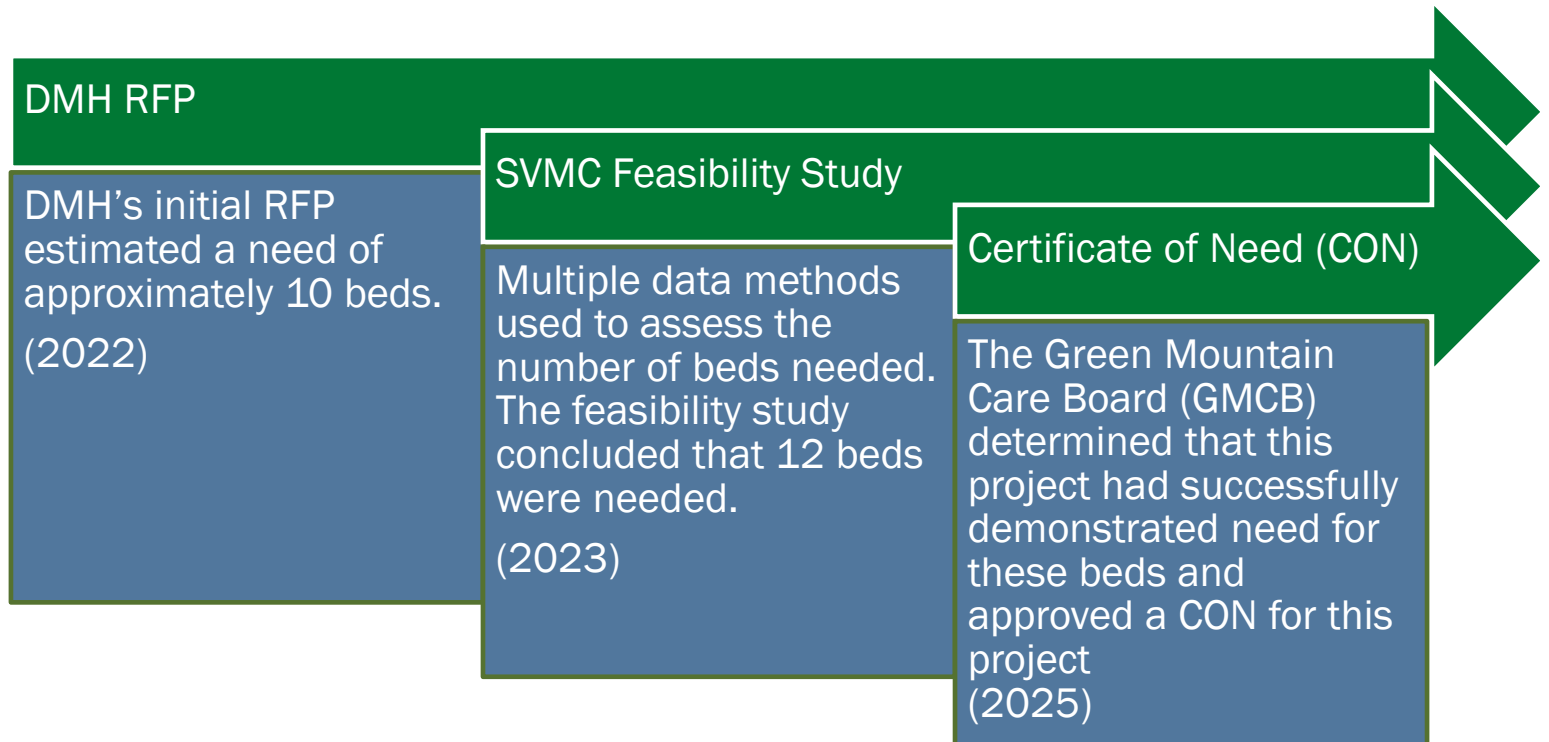 DMH RFP
DMH’s initial RFP
estimated a need of
approximately 10 beds.
(2022)
SVMC Feasibility Study
Multiple data methods
used to assess the
number of beds needed.
The feasibility study
concluded that 12 beds
were needed.
(2023)
Certificate of Need (CON)
The Green Mountain
Care Board (GMCB)
determined that this
project had successfully
demonstrated need for
these beds and
approved a CON for this
project
(2025)